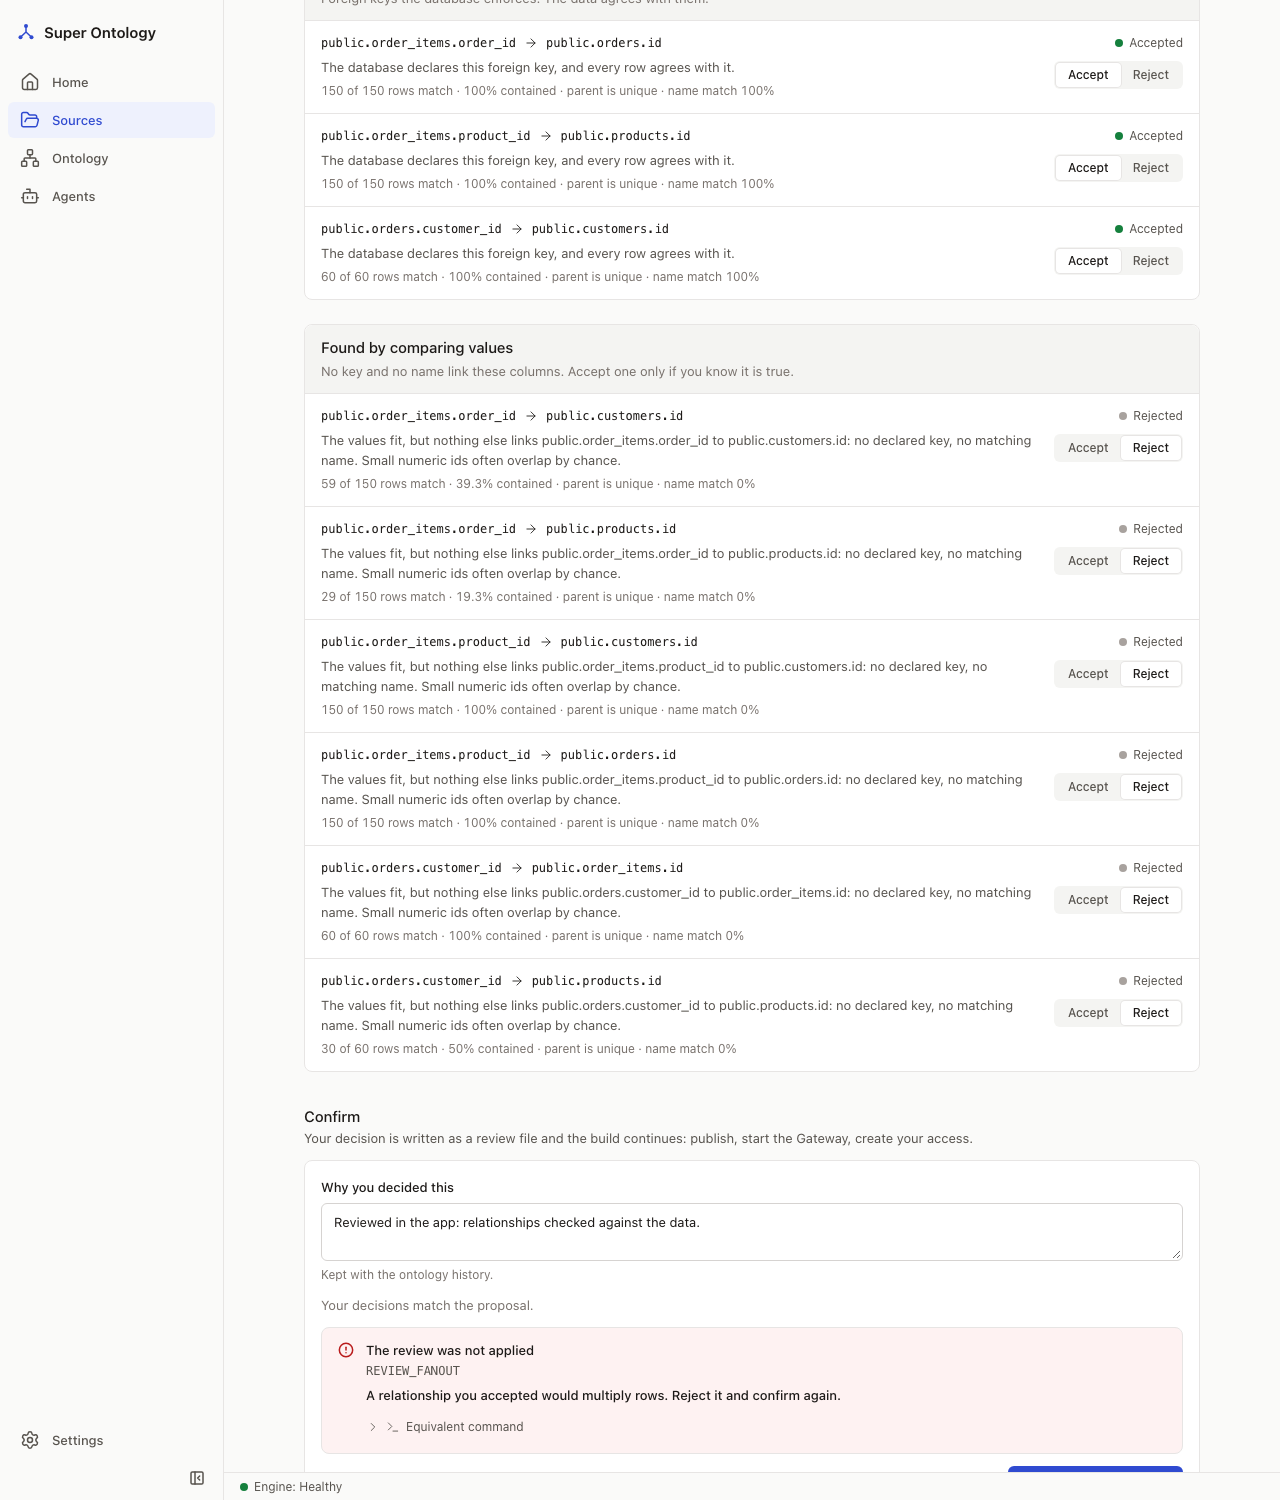 Super Ontology
Home
Sources
Ontology
Agents
Settings
public.order_items.order_id → public.orders.id
Accepted
The database declares this foreign key, and every row agrees with it.
Accept Reject
150 of 150 rows match · 100% contained · parent is unique · name match 100%
public.order_items.product_id → public.products.id
Accepted
The database declares this foreign key, and every row agrees with it.
Accept Reject
150 of 150 rows match · 100% contained · parent is unique · name match 100%
public.orders.customer_id → public.customers.id
Accepted
The database declares this foreign key, and every row agrees with it.
Accept Reject
60 of 60 rows match · 100% contained · parent is unique · name match 100%
Found by comparing values
No key and no name link these columns. Accept one only if you know it is true.
public.order_items.order_id → public.customers.id
Rejected
The values fit, but nothing else links public.order_items.order_id to public.customers.id: no declared key, no matching
name. Small numeric ids often overlap by chance.
Accept Reject
59 of 150 rows match · 39.3% contained · parent is unique · name match 0%
public.order_items.order_id → public.products.id
Rejected
The values fit, but nothing else links public.order_items.order_id to public.products.id: no declared key, no matching
name. Small numeric ids often overlap by chance.
Accept Reject
29 of 150 rows match · 19.3% contained · parent is unique · name match 0%
public.order_items.product_id → public.customers.id
Rejected
The values fit, but nothing else links public.order_items.product_id to public.customers.id: no declared key, no
matching name. Small numeric ids often overlap by chance.
Accept Reject
150 of 150 rows match · 100% contained · parent is unique · name match 0%
public.order_items.product_id → public.orders.id
Rejected
The values fit, but nothing else links public.order_items.product_id to public.orders.id: no declared key, no matching
name. Small numeric ids often overlap by chance.
Accept Reject
150 of 150 rows match · 100% contained · parent is unique · name match 0%
public.orders.customer_id → public.order_items.id
Rejected
The values fit, but nothing else links public.orders.customer_id to public.order_items.id: no declared key, no matching
name. Small numeric ids often overlap by chance.
Accept Reject
60 of 60 rows match · 100% contained · parent is unique · name match 0%
public.orders.customer_id → public.products.id
Rejected
The values fit, but nothing else links public.orders.customer_id to public.products.id: no declared key, no matching
name. Small numeric ids often overlap by chance.
Accept Reject
30 of 60 rows match · 50% contained · parent is unique · name match 0%
Confirm
Your decision is written as a review file and the build continues: publish, start the Gateway, create your access.
Why you decided this
Reviewed in the app: relationships checked against the data.
Kept with the ontology history.
Your decisions match the proposal.
The review was not applied
REVIEW_FANOUT
A relationship you accepted would multiply rows. Reject it and confirm again.
Equivalent command
Engine: Healthy